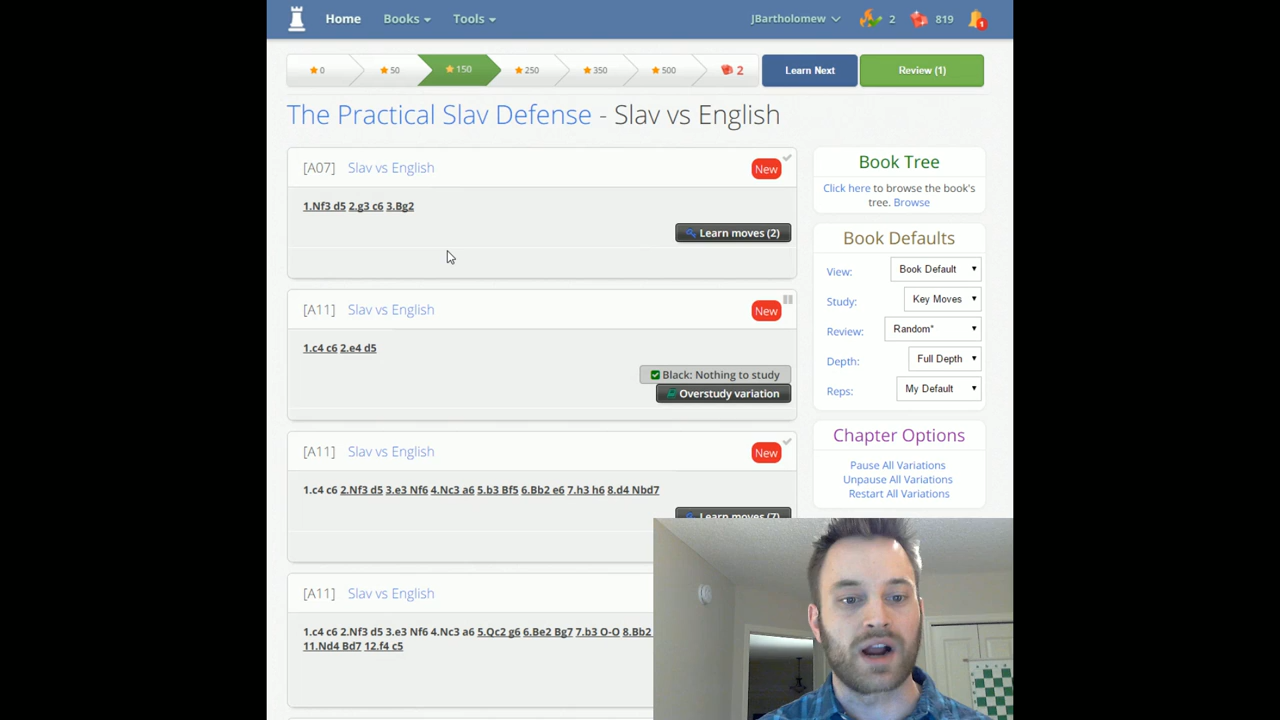 Home Books Tools JBartholomew 2 819 1
0 50 150 250 350 500 2 Learn Next Review (1)
The Practical Slav Defense - Slav vs English
[A07] Slav vs English New
1.Nf3 d5 2.g3 c6 3.Bg2
Learn moves (2)
[A11] Slav vs English New
1.c4 c6 2.e4 d5
Black: Nothing to study
Overstudy variation
[A11] Slav vs English New
1.c4 c6 2.Nf3 d5 3.e3 Nf6 4.Nc3 a6 5.b3 Bf5 6.Bb2 e6 7.h3 h6 8.d4 Nbd7
Learn moves (7)
[A11] Slav vs English
1.c4 c6 2.Nf3 d5 3.e3 Nf6 4.Nc3 a6 5.Qc2 g6 6.Be2 Bg7 7.b3 O-O 8.Bb2
11.Nd4 Bd7 12.f4 c5
Book Tree
Click here to browse the book's
tree. Browse
Book Defaults
View: Book Default
Study: Key Moves
Review: Random*
Depth: Full Depth
Reps: My Default
Chapter Options
Pause All Variations
Unpause All Variations
Restart All Variations